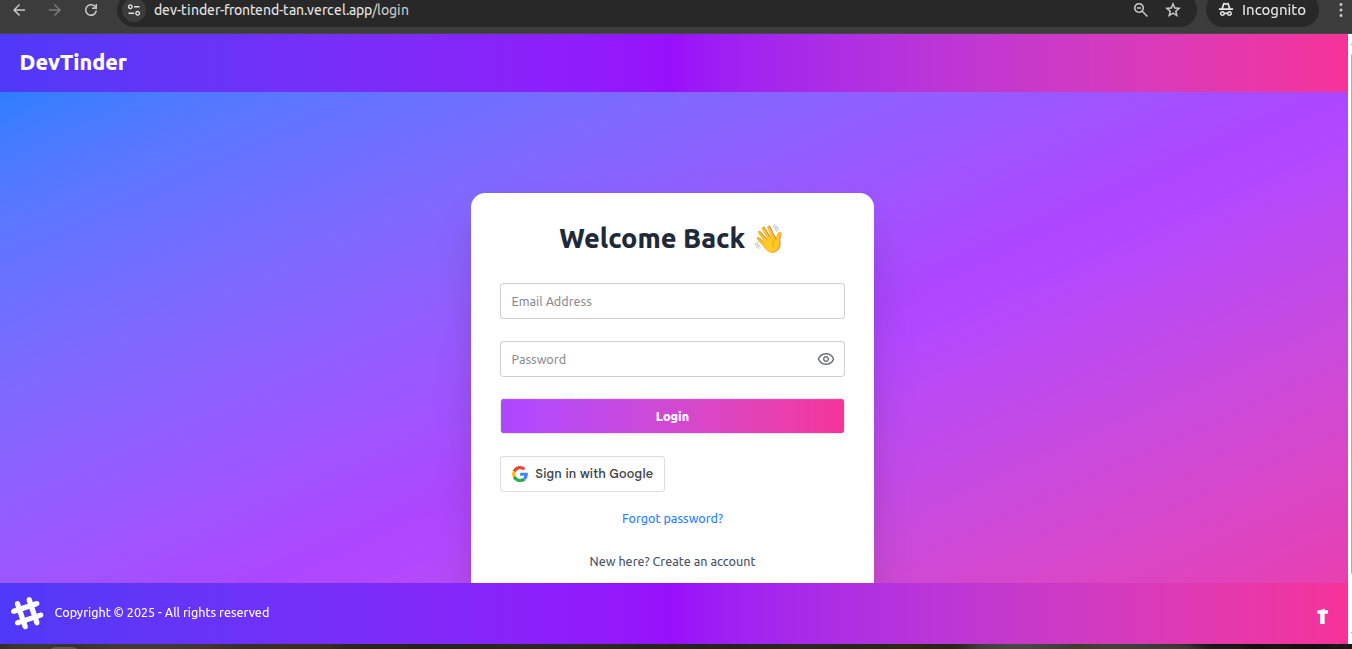 dev-tinder-frontend-tan.vercel.app/login
Incognito
DevTinder
Welcome Back 👋
Email Address
Password
Login
Sign in with Google
Forgot password?
New here? Create an account
Copyright © 2025 - All rights reserved